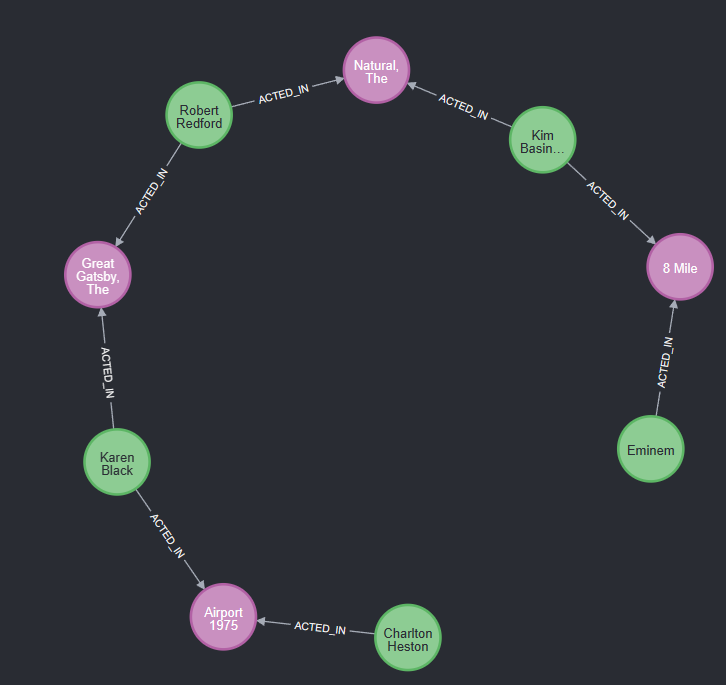 Natural,
The
ACTED_IN
ACTED_IN
Robert
Redford
Kim
Basin...
ACTED_IN
ACTED_IN
Great
Gatsby,
The
8 Mile
ACTED_IN
ACTED_IN
Karen
Black
Eminem
ACTED_IN
Airport
1975
ACTED_IN
Charlton
Heston